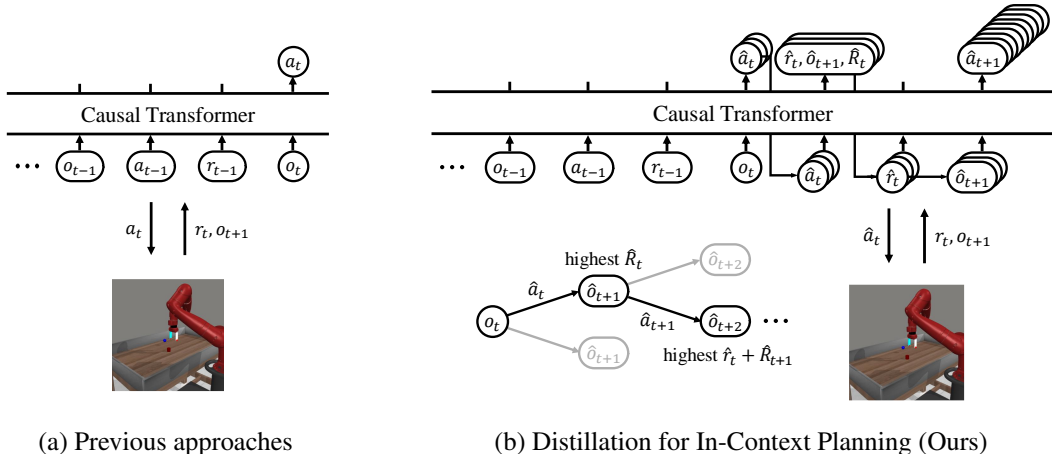 a_t
Causal Transformer
··· o_{t−1} a_{t−1} r_{t−1} o_t
a_t r_t, o_{t+1}
(a) Previous approaches
â_t r̂_t, ô_{t+1}, R̂_t â_{t+1}
Causal Transformer
··· o_{t−1} a_{t−1} r_{t−1} o_t â_t r̂_t ô_{t+1}
â_t r_t, o_{t+1}
highest R̂_t ô_{t+2}
â_t ô_{t+1}
o_t â_{t+1} ô_{t+2} ···
ô_{t+1} highest r̂_t + R̂_{t+1}
(b) Distillation for In-Context Planning (Ours)